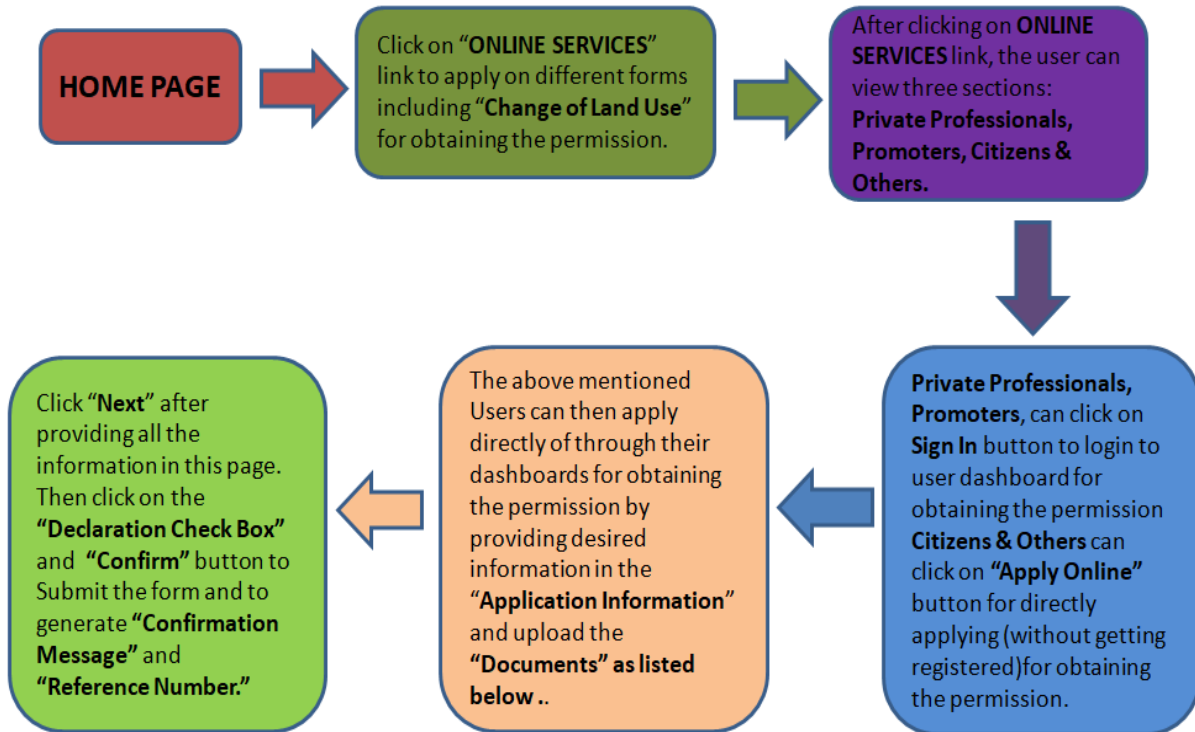 HOME PAGE
Click on “ONLINE SERVICES”
link to apply on different forms
including “Change of Land Use”
for obtaining the permission.
After clicking on ONLINE
SERVICES link, the user can
view three sections:
Private Professionals,
Promoters, Citizens &
Others.
Private Professionals,
Promoters, can click on
Sign In button to login to
user dashboard for
obtaining the permission
Citizens & Others can
click on “Apply Online”
button for directly
applying (without getting
registered)for obtaining
the permission.
The above mentioned
Users can then apply
directly of through their
dashboards for obtaining
the permission by
providing desired
information in the
“Application Information”
and upload the
“Documents” as listed
below ..
Click “Next” after
providing all the
information in this page.
Then click on the
“Declaration Check Box”
and “Confirm” button to
Submit the form and to
generate “Confirmation
Message” and
“Reference Number.”